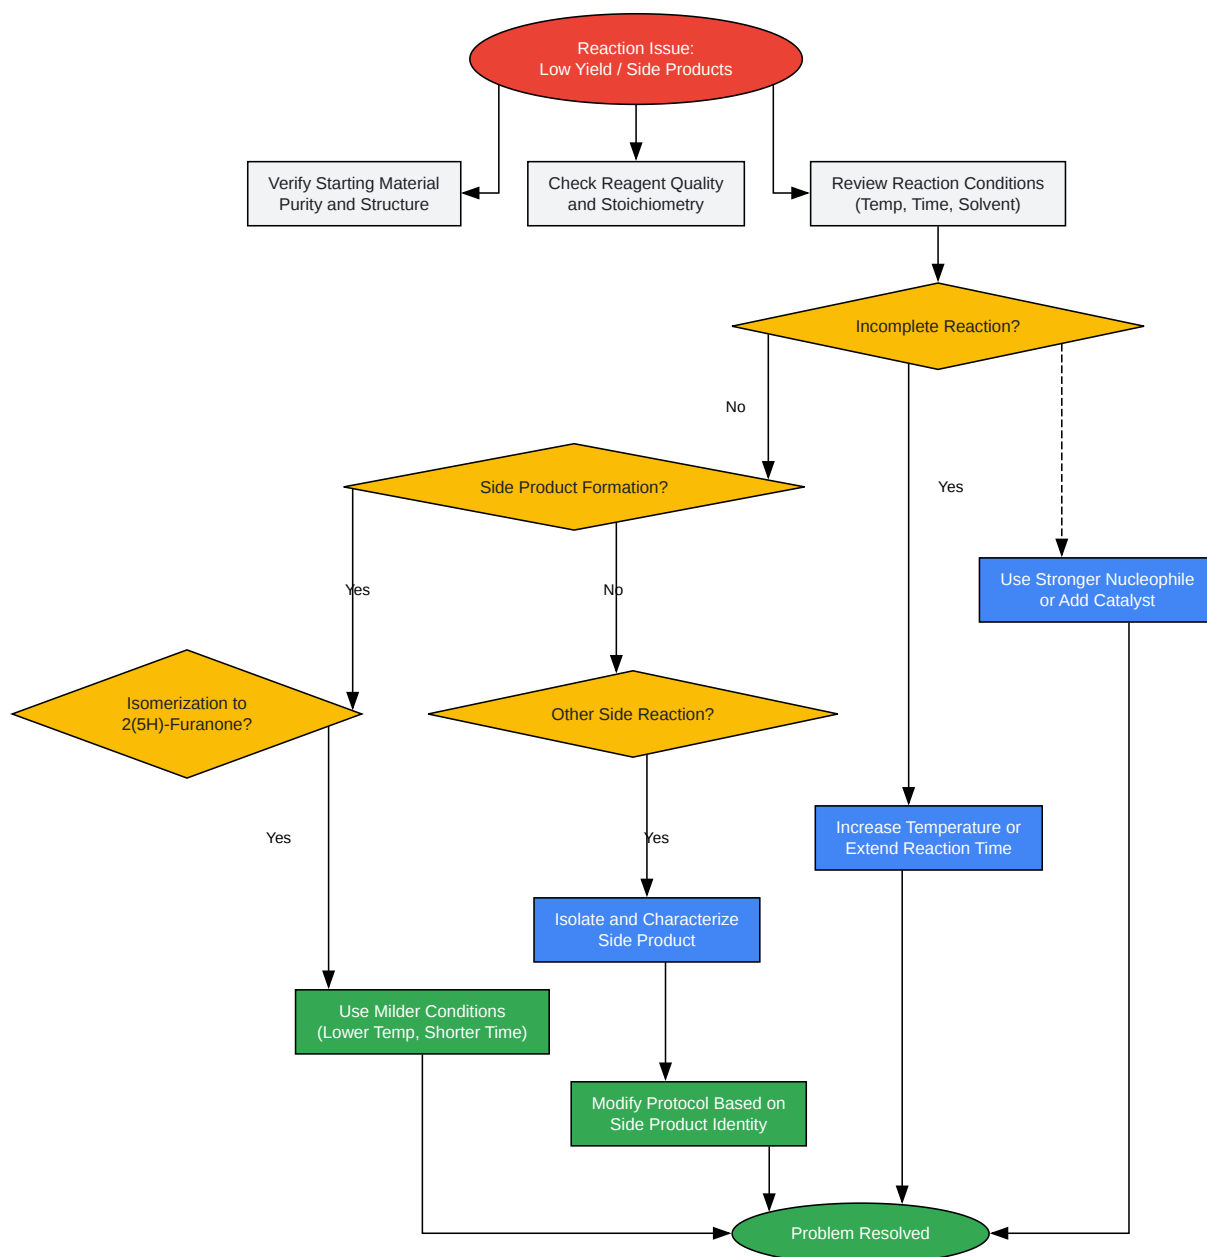 Reaction Issue:
Low Yield / Side Products
Verify Starting Material
Purity and Structure
Check Reagent Quality
and Stoichiometry
Review Reaction Conditions
(Temp, Time, Solvent)
Incomplete Reaction?
No
Side Product Formation?
Yes
Yes
No
Use Stronger Nucleophile
or Add Catalyst
Isomerization to
2(5H)-Furanone?
Other Side Reaction?
Yes
Yes
Increase Temperature or
Extend Reaction Time
Isolate and Characterize
Side Product
Use Milder Conditions
(Lower Temp, Shorter Time)
Modify Protocol Based on
Side Product Identity
Problem Resolved